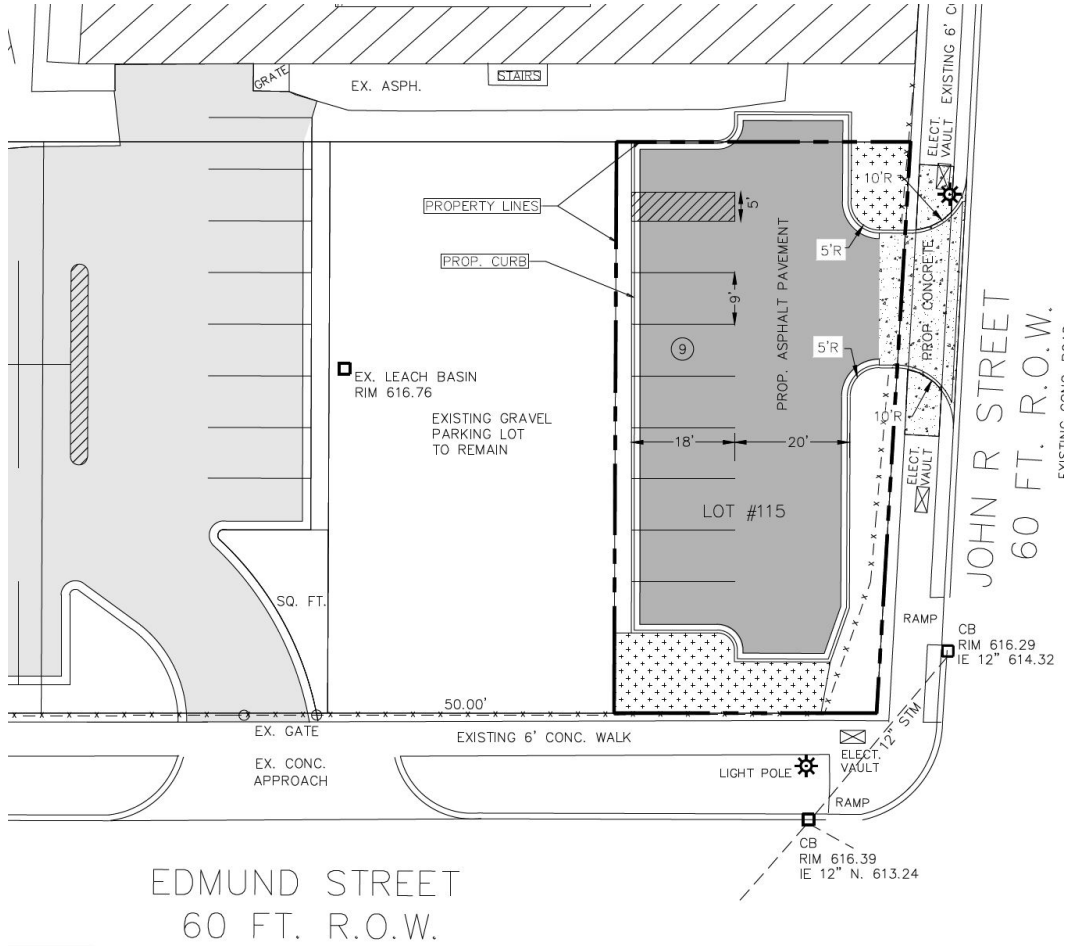 GRATE
EX. ASPH.
STAIRS
EXISTING 6' C
ELECT.
VAULT
10'R
PROPERTY LINES
5'
PROP. CURB
5'R
9'
PROP. ASPHALT PAVEMENT
PROP. CONCRETE
9
5'R
10'R
EX. LEACH BASIN
RIM 616.76
EXISTING GRAVEL
PARKING LOT
TO REMAIN
18'
20'
ELECT.
VAULT
LOT #115
JOHN R STREET
60 FT. R.O.W.
EXISTING CONC. ROAD
SQ. FT.
RAMP
CB
RIM 616.29
IE 12" 614.32
50.00'
12" STM
EX. GATE
EXISTING 6' CONC. WALK
EX. CONC.
APPROACH
ELECT.
VAULT
LIGHT POLE
RAMP
CB
RIM 616.39
IE 12" N. 613.24
EDMUND STREET
60 FT. R.O.W.